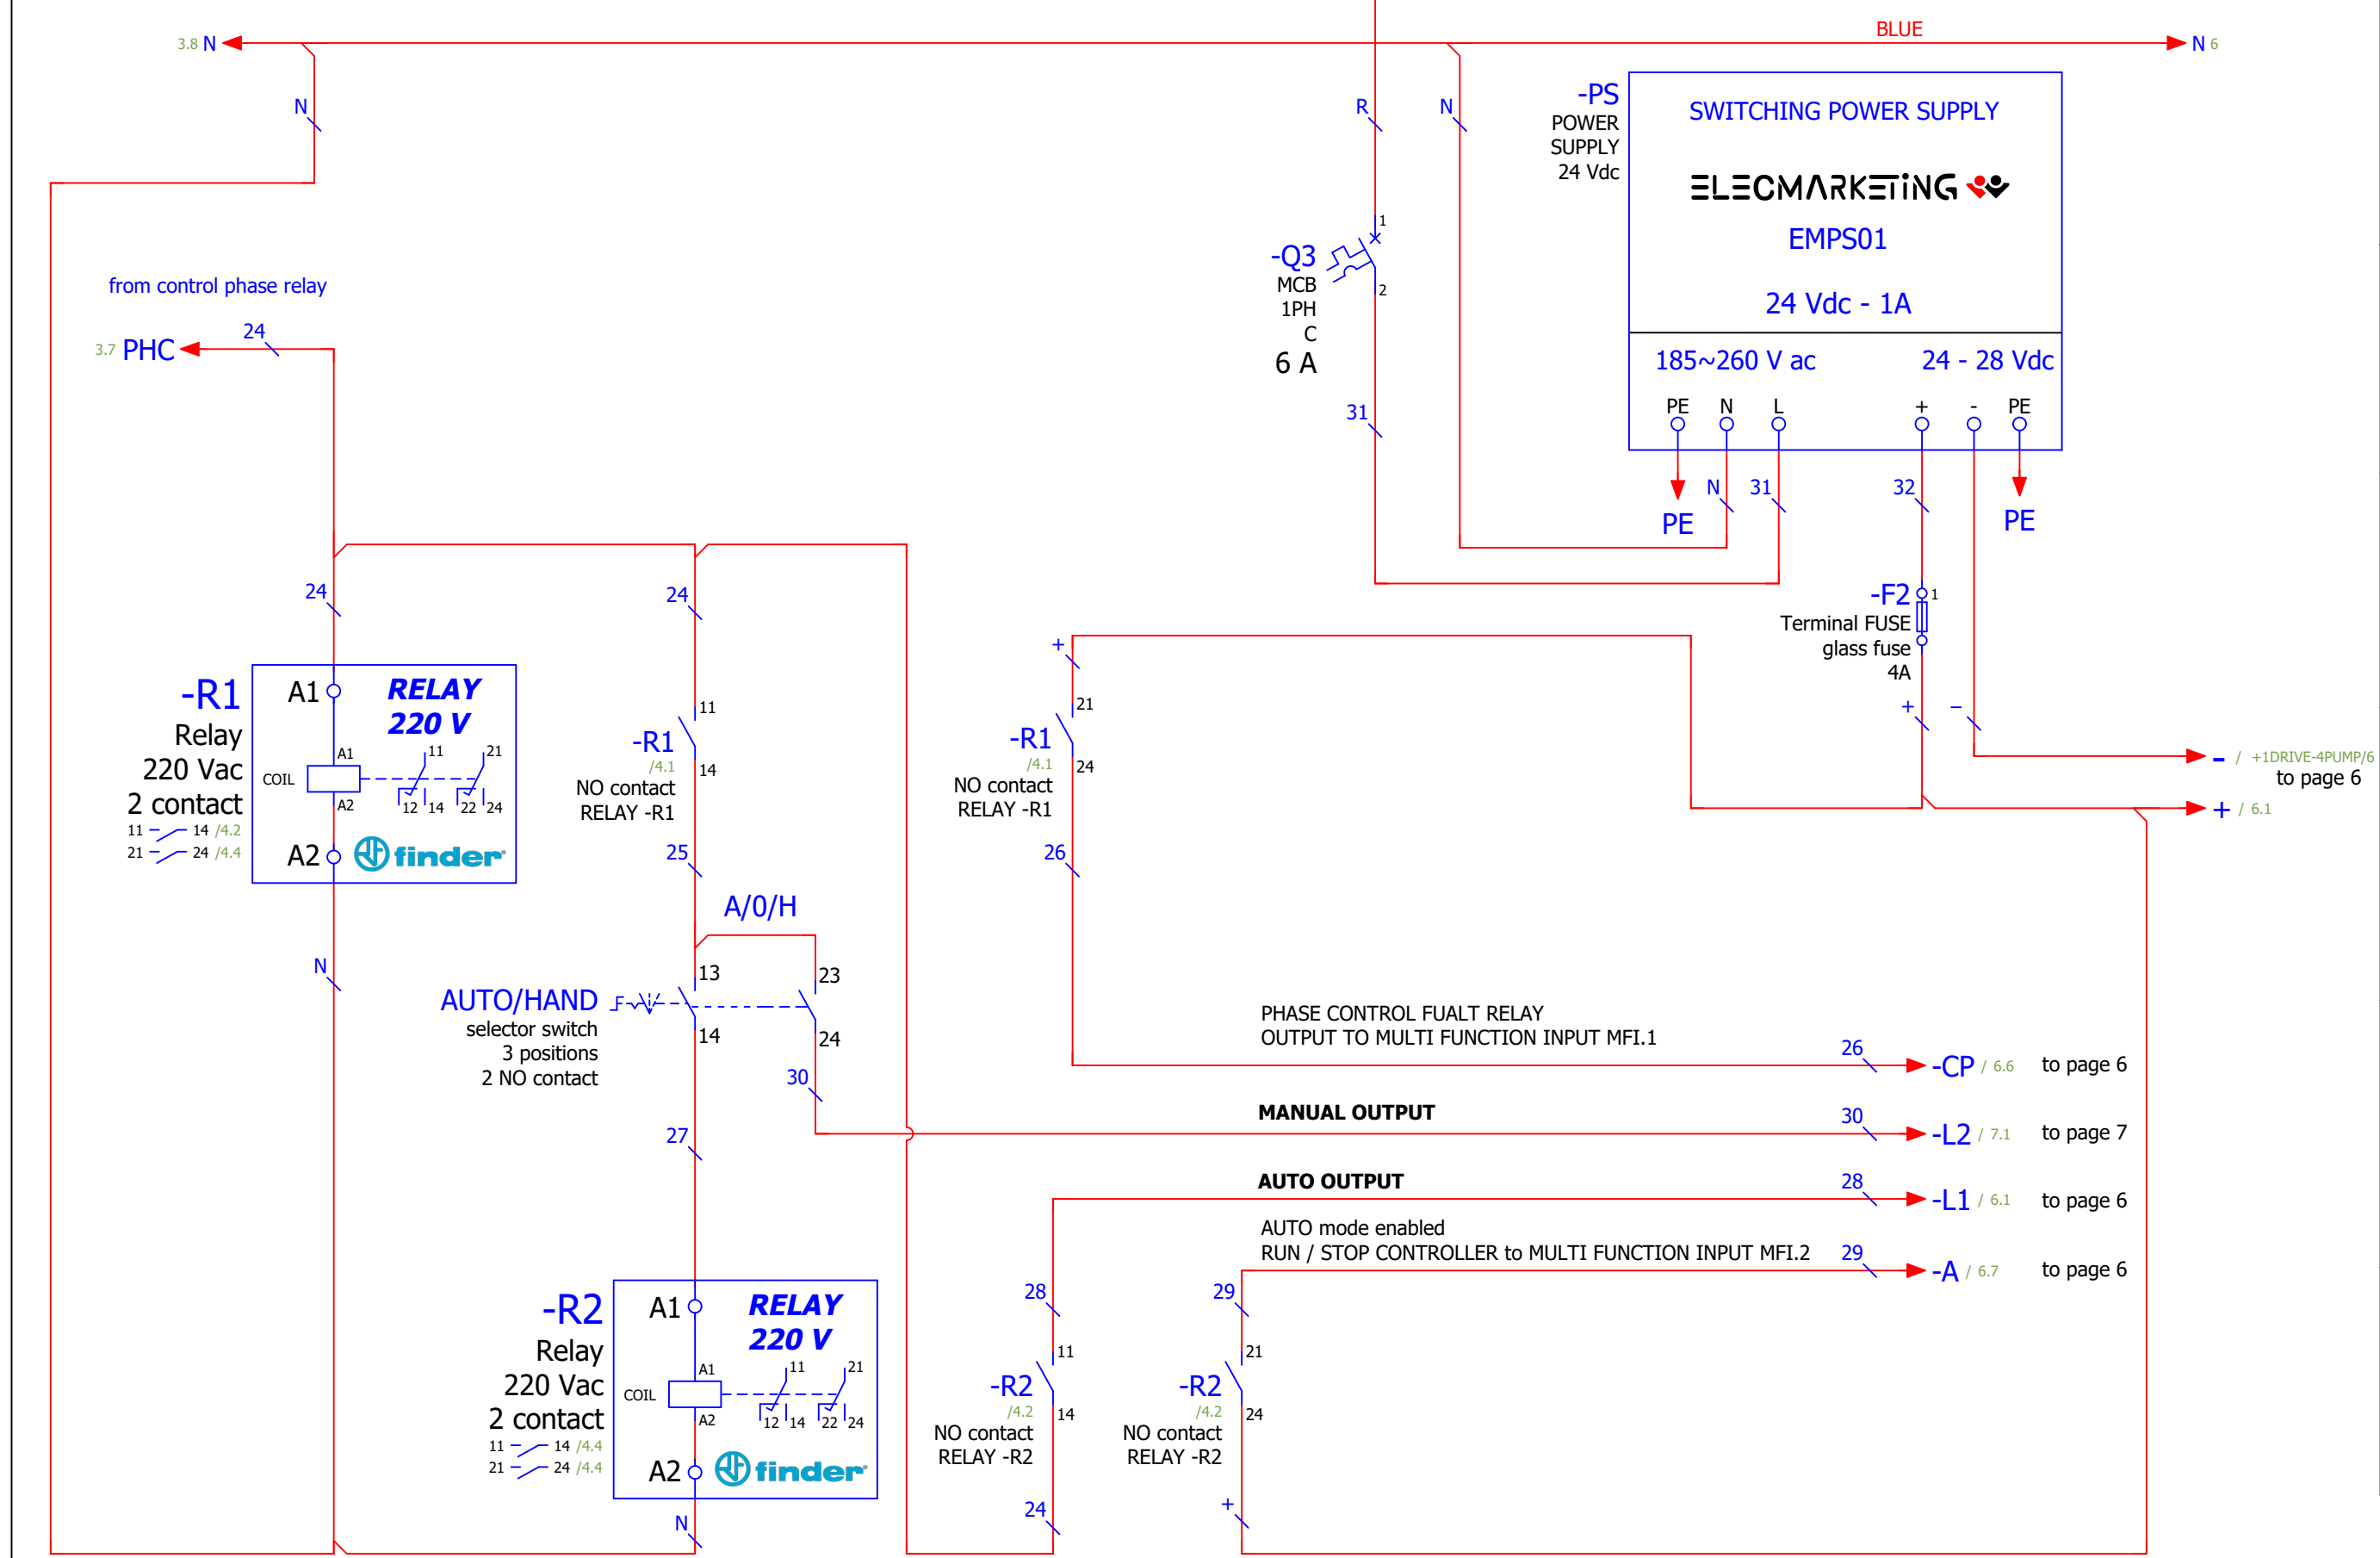 3.8 N
BLUE
N 6
N
R
N
-PS
POWER
SUPPLY
24 Vdc
SWITCHING POWER SUPPLY
ELECMARKETiNG
EMPS01
24 Vdc - 1A
185~260 V ac
24 - 28 Vdc
PE N L + - PE
N 31 32
PE
PE
1
-Q3
MCB
1PH
C
6 A
2
31
from control phase relay
24
3.7 PHC
24
24
-F2 1
Terminal FUSE
glass fuse
4A
+ −
- / +1DRIVE-4PUMP/6
to page 6
+ / 6.1
-R1
Relay
220 Vac
2 contact
11 14 /4.2
21 24 /4.4
A1
RELAY
220 V
A1
11
21
COIL
A2
12 14 22 24
A2
finder
N
11
-R1
/4.1
14
NO contact
RELAY -R1
25
+
21
-R1
/4.1
24
NO contact
RELAY -R1
26
A/0/H
13
23
AUTO/HAND
selector switch
3 positions
2 NO contact
14
24
30
27
PHASE CONTROL FUALT RELAY
OUTPUT TO MULTI FUNCTION INPUT MFI.1
26
-CP / 6.6 to page 6
MANUAL OUTPUT
30
-L2 / 7.1 to page 7
AUTO OUTPUT
28
-L1 / 6.1 to page 6
AUTO mode enabled
RUN / STOP CONTROLLER to MULTI FUNCTION INPUT MFI.2
29
-A / 6.7 to page 6
-R2
Relay
220 Vac
2 contact
11 14 /4.4
21 24 /4.4
A1
RELAY
220 V
A1
11
21
COIL
A2
12 14 22 24
A2
finder
N
28
11
-R2
/4.2
14
NO contact
RELAY -R2
24
29
21
-R2
/4.2
24
NO contact
RELAY -R2
+